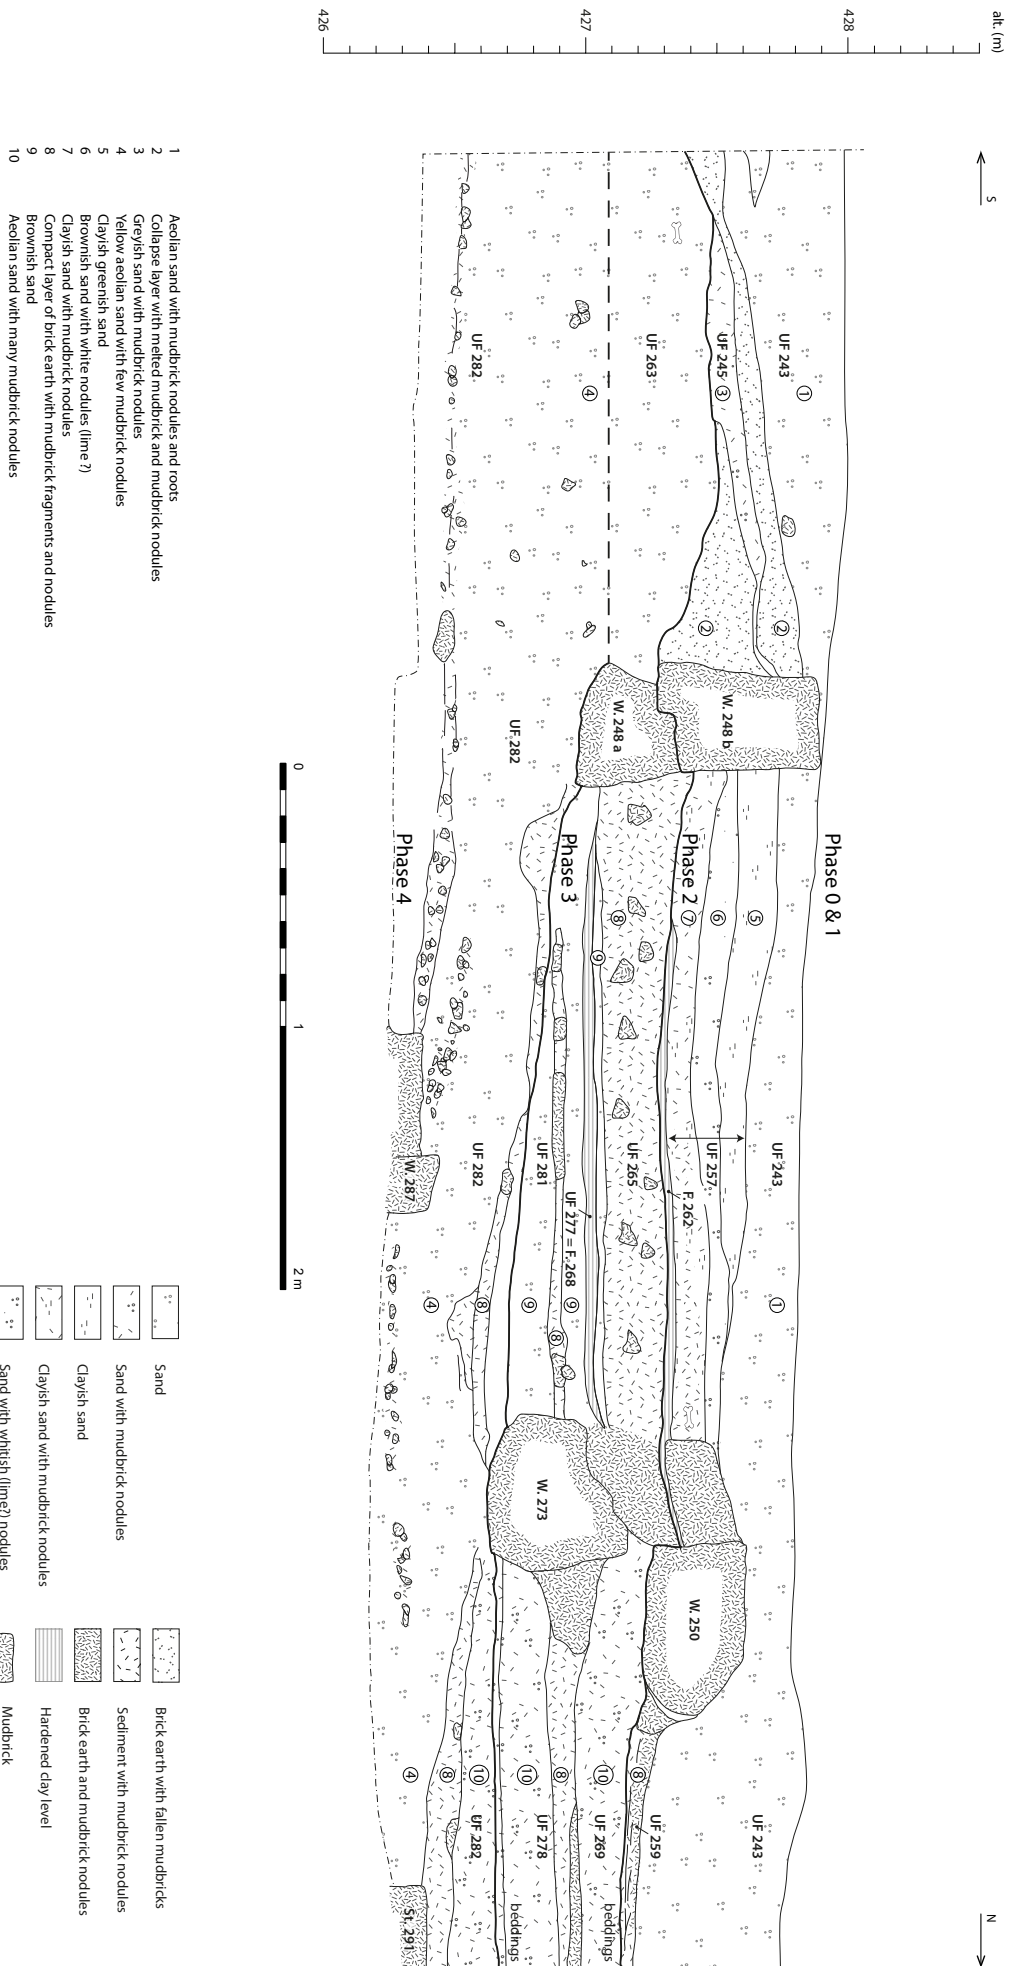 alt. (m)
428
427
426
S
N
UF 243
1
UF 245
3
UF 263
4
UF 282
2
2
W. 248 b
W. 248 a
UF 282
Phase 0 & 1
Phase 2
Phase 3
Phase 4
5
6
7
8
9
UF 243
UF 257
F. 262
UF 265
UF 277 = F. 268
UF 281
UF 282
W. 287
1
9
8
9
8
4
W. 273
W. 250
8
10
8
10
10
8
4
UF 243
UF 259
UF 269
UF 278
UF 282
beddings
beddings
St. 291
0
1
2 m
1 Aeolian sand with mudbrick nodules and roots
2 Collapse layer with melted mudbrick and mudbrick nodules
3 Greyish sand with mudbrick nodules
4 Yellow aeolian sand with few mudbrick nodules
5 Clayish greenish sand
6 Brownish sand with white nodules (lime ?)
7 Clayish sand with mudbrick nodules
8 Compact layer of brick earth with mudbrick fragments and nodules
9 Brownish sand
10 Aeolian sand with many mudbrick nodules
Sand
Sand with mudbrick nodules
Clayish sand
Clayish sand with mudbrick nodules
Sand with whitish (lime?) nodules
Brick earth with fallen mudbricks
Sediment with mudbrick nodules
Brick earth and mudbrick nodules
Hardened clay level
Mudbrick